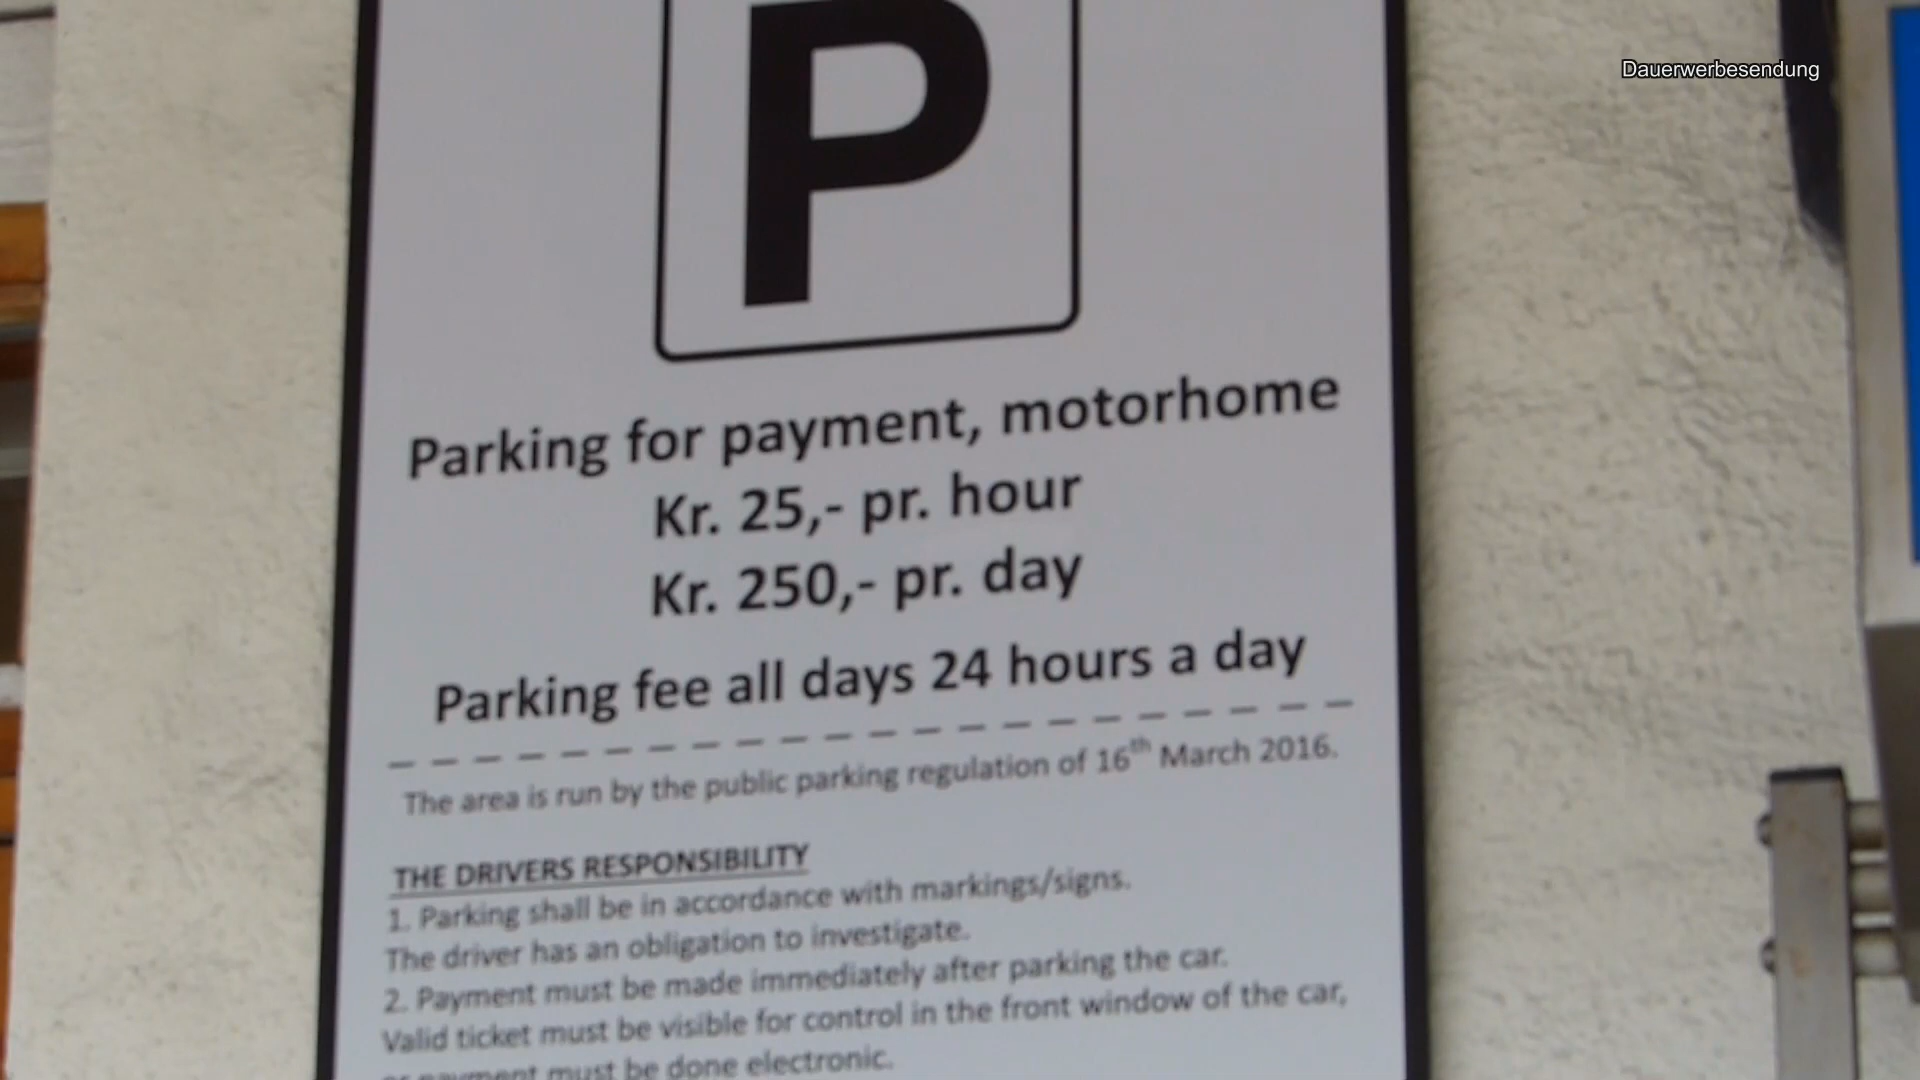 Dauerwerbesendung
P
Parking for payment, motorhome
Kr. 25,- pr. hour
Kr. 250,- pr. day
Parking fee all days 24 hours a day
The area is run by the public parking regulation of 16th March 2016.
THE DRIVERS RESPONSIBILITY
1. Parking shall be in accordance with markings/signs.
The driver has an obligation to investigate.
2. Payment must be made immediately after parking the car.
Valid ticket must be visible for control in the front window of the car,
or payment must be done electronic.